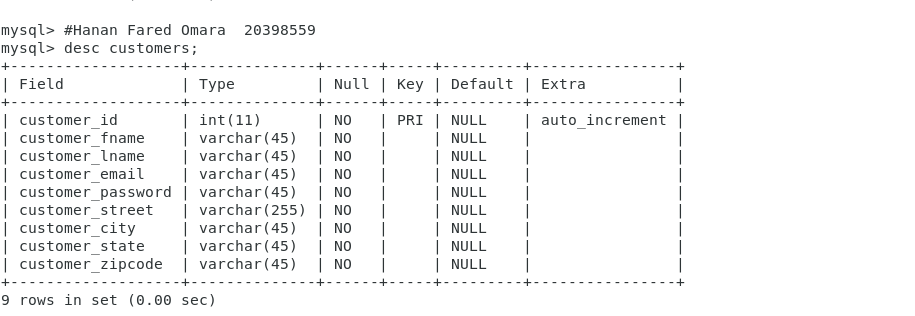 mysql> #Hanan Fared Omara  20398559
mysql> desc customers;
+-------------------+--------------+------+-----+---------+----------------+
| Field             | Type         | Null | Key | Default | Extra          |
+-------------------+--------------+------+-----+---------+----------------+
| customer_id       | int(11)      | NO   | PRI | NULL    | auto_increment |
| customer_fname    | varchar(45)  | NO   |     | NULL    |                |
| customer_lname    | varchar(45)  | NO   |     | NULL    |                |
| customer_email    | varchar(45)  | NO   |     | NULL    |                |
| customer_password | varchar(45)  | NO   |     | NULL    |                |
| customer_street   | varchar(255) | NO   |     | NULL    |                |
| customer_city     | varchar(45)  | NO   |     | NULL    |                |
| customer_state    | varchar(45)  | NO   |     | NULL    |                |
| customer_zipcode  | varchar(45)  | NO   |     | NULL    |                |
+-------------------+--------------+------+-----+---------+----------------+
9 rows in set (0.00 sec)